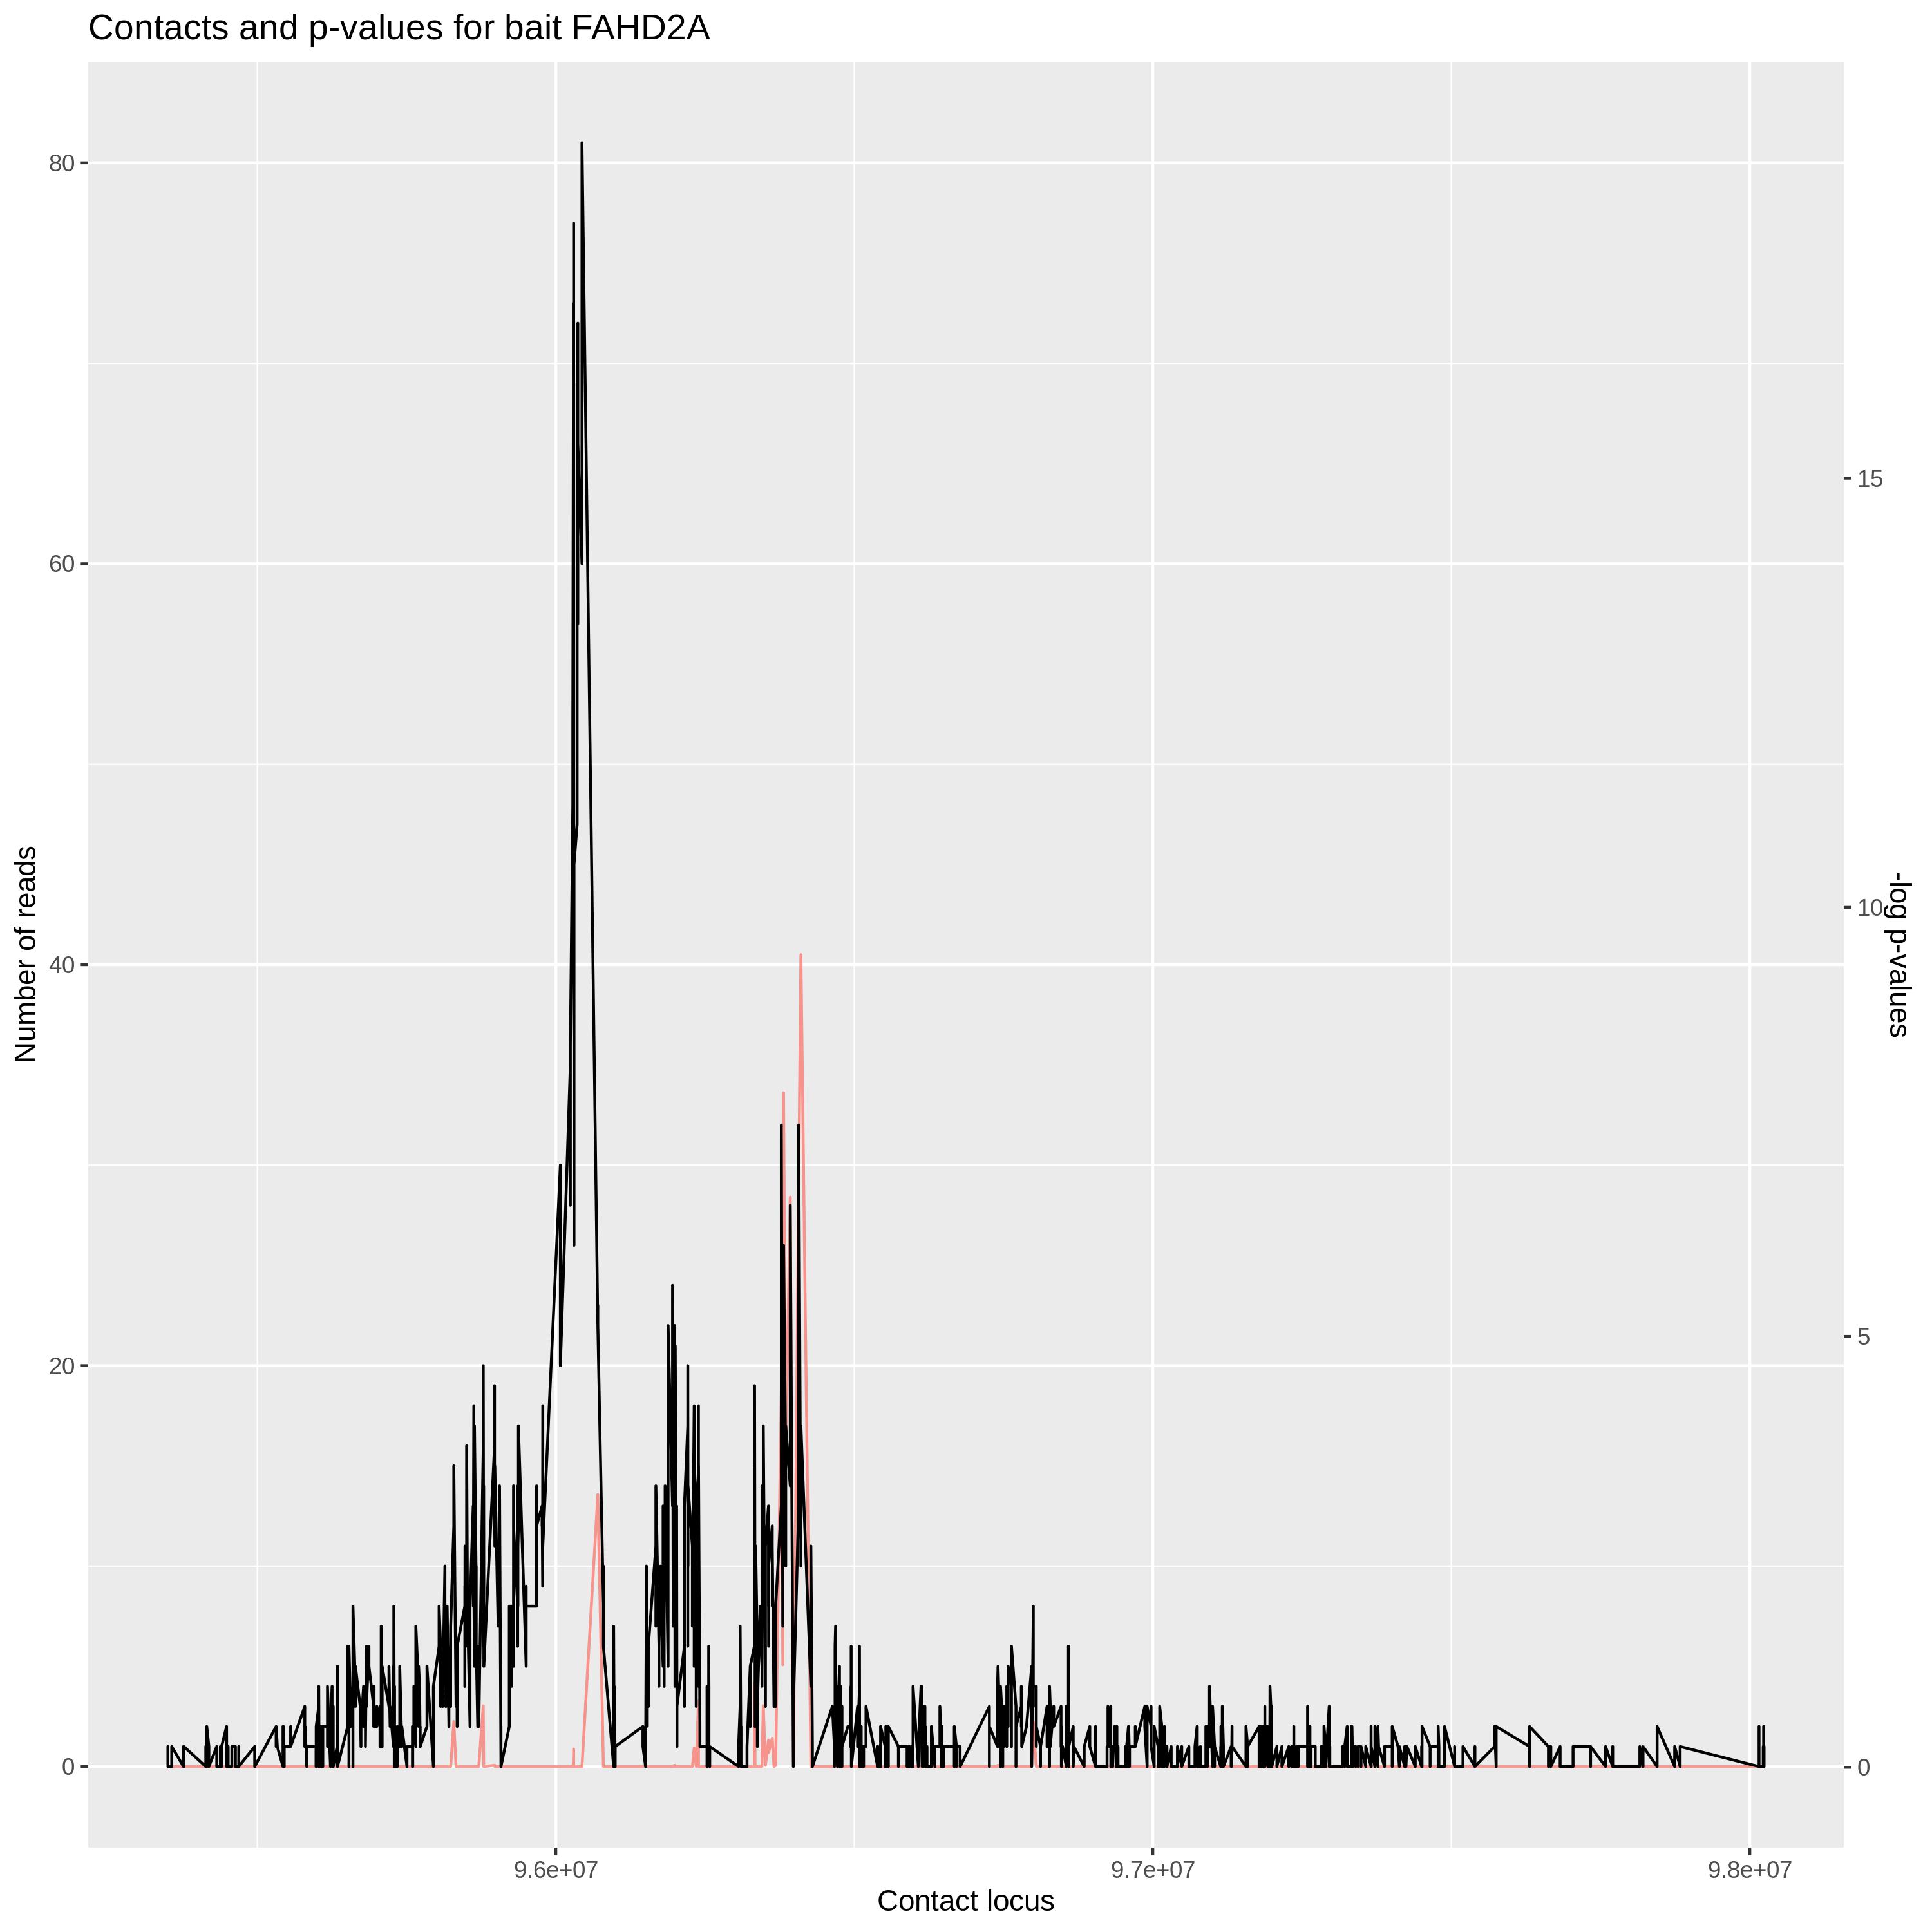 Contacts and p-values for bait FAHD2A
80
60
40
20
0
Number of reads
15
10
5
0
-log p-values
9.6e+07
9.7e+07
9.8e+07
Contact locus